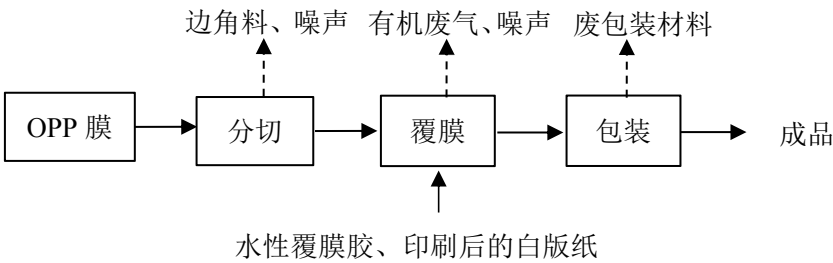 边角料、噪声 有机废气、噪声 废包装材料
OPP 膜 分切 覆膜 包装 成品
水性覆膜胶、印刷后的白版纸